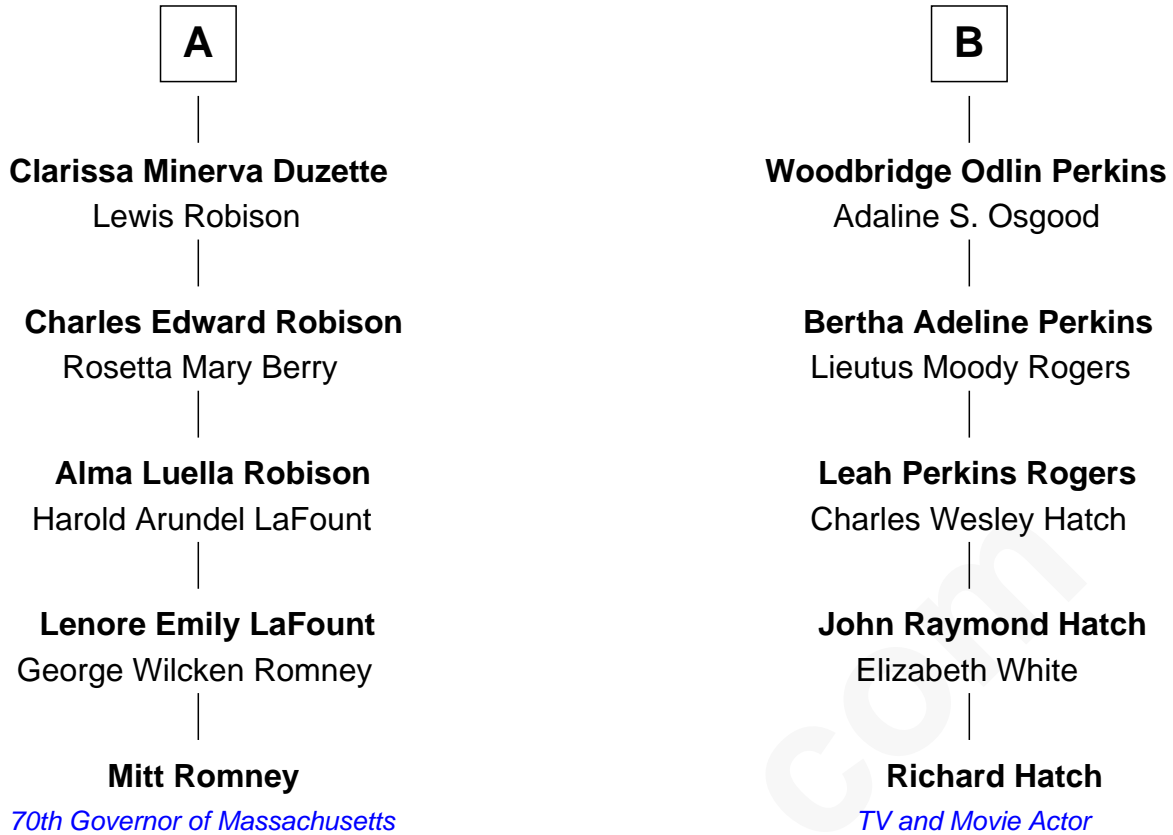 A
Clarissa Minerva Duzette
Lewis Robison
Charles Edward Robison
Rosetta Mary Berry
Alma Luella Robison
Harold Arundel LaFount
Lenore Emily LaFount
George Wilcken Romney
Mitt Romney
70th Governor of Massachusetts
B
Woodbridge Odlin Perkins
Adaline S. Osgood
Bertha Adeline Perkins
Lieutus Moody Rogers
Leah Perkins Rogers
Charles Wesley Hatch
John Raymond Hatch
Elizabeth White
Richard Hatch
TV and Movie Actor
com